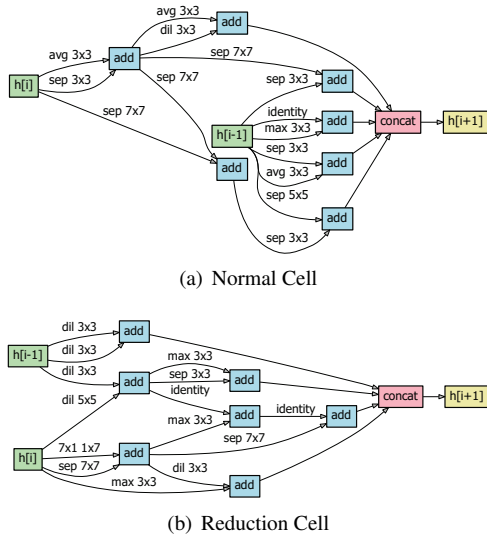 avg 3x3
add
dil 3x3
avg 3x3
add
sep 7x7
h[i]
sep 3x3
sep 7x7
sep 3x3
add
sep 7x7
identity
h[i-1]
max 3x3
add
concat
h[i+1]
sep 3x3
add
add
avg 3x3
sep 5x5
add
sep 3x3
(a) Normal Cell
dil 3x3
add
h[i-1]
dil 3x3
dil 3x3
max 3x3
add
sep 3x3
add
identity
dil 5x5
concat
h[i+1]
max 3x3
add
identity
add
h[i]
7x1 1x7
add
sep 7x7
sep 7x7
max 3x3
dil 3x3
add
(b) Reduction Cell